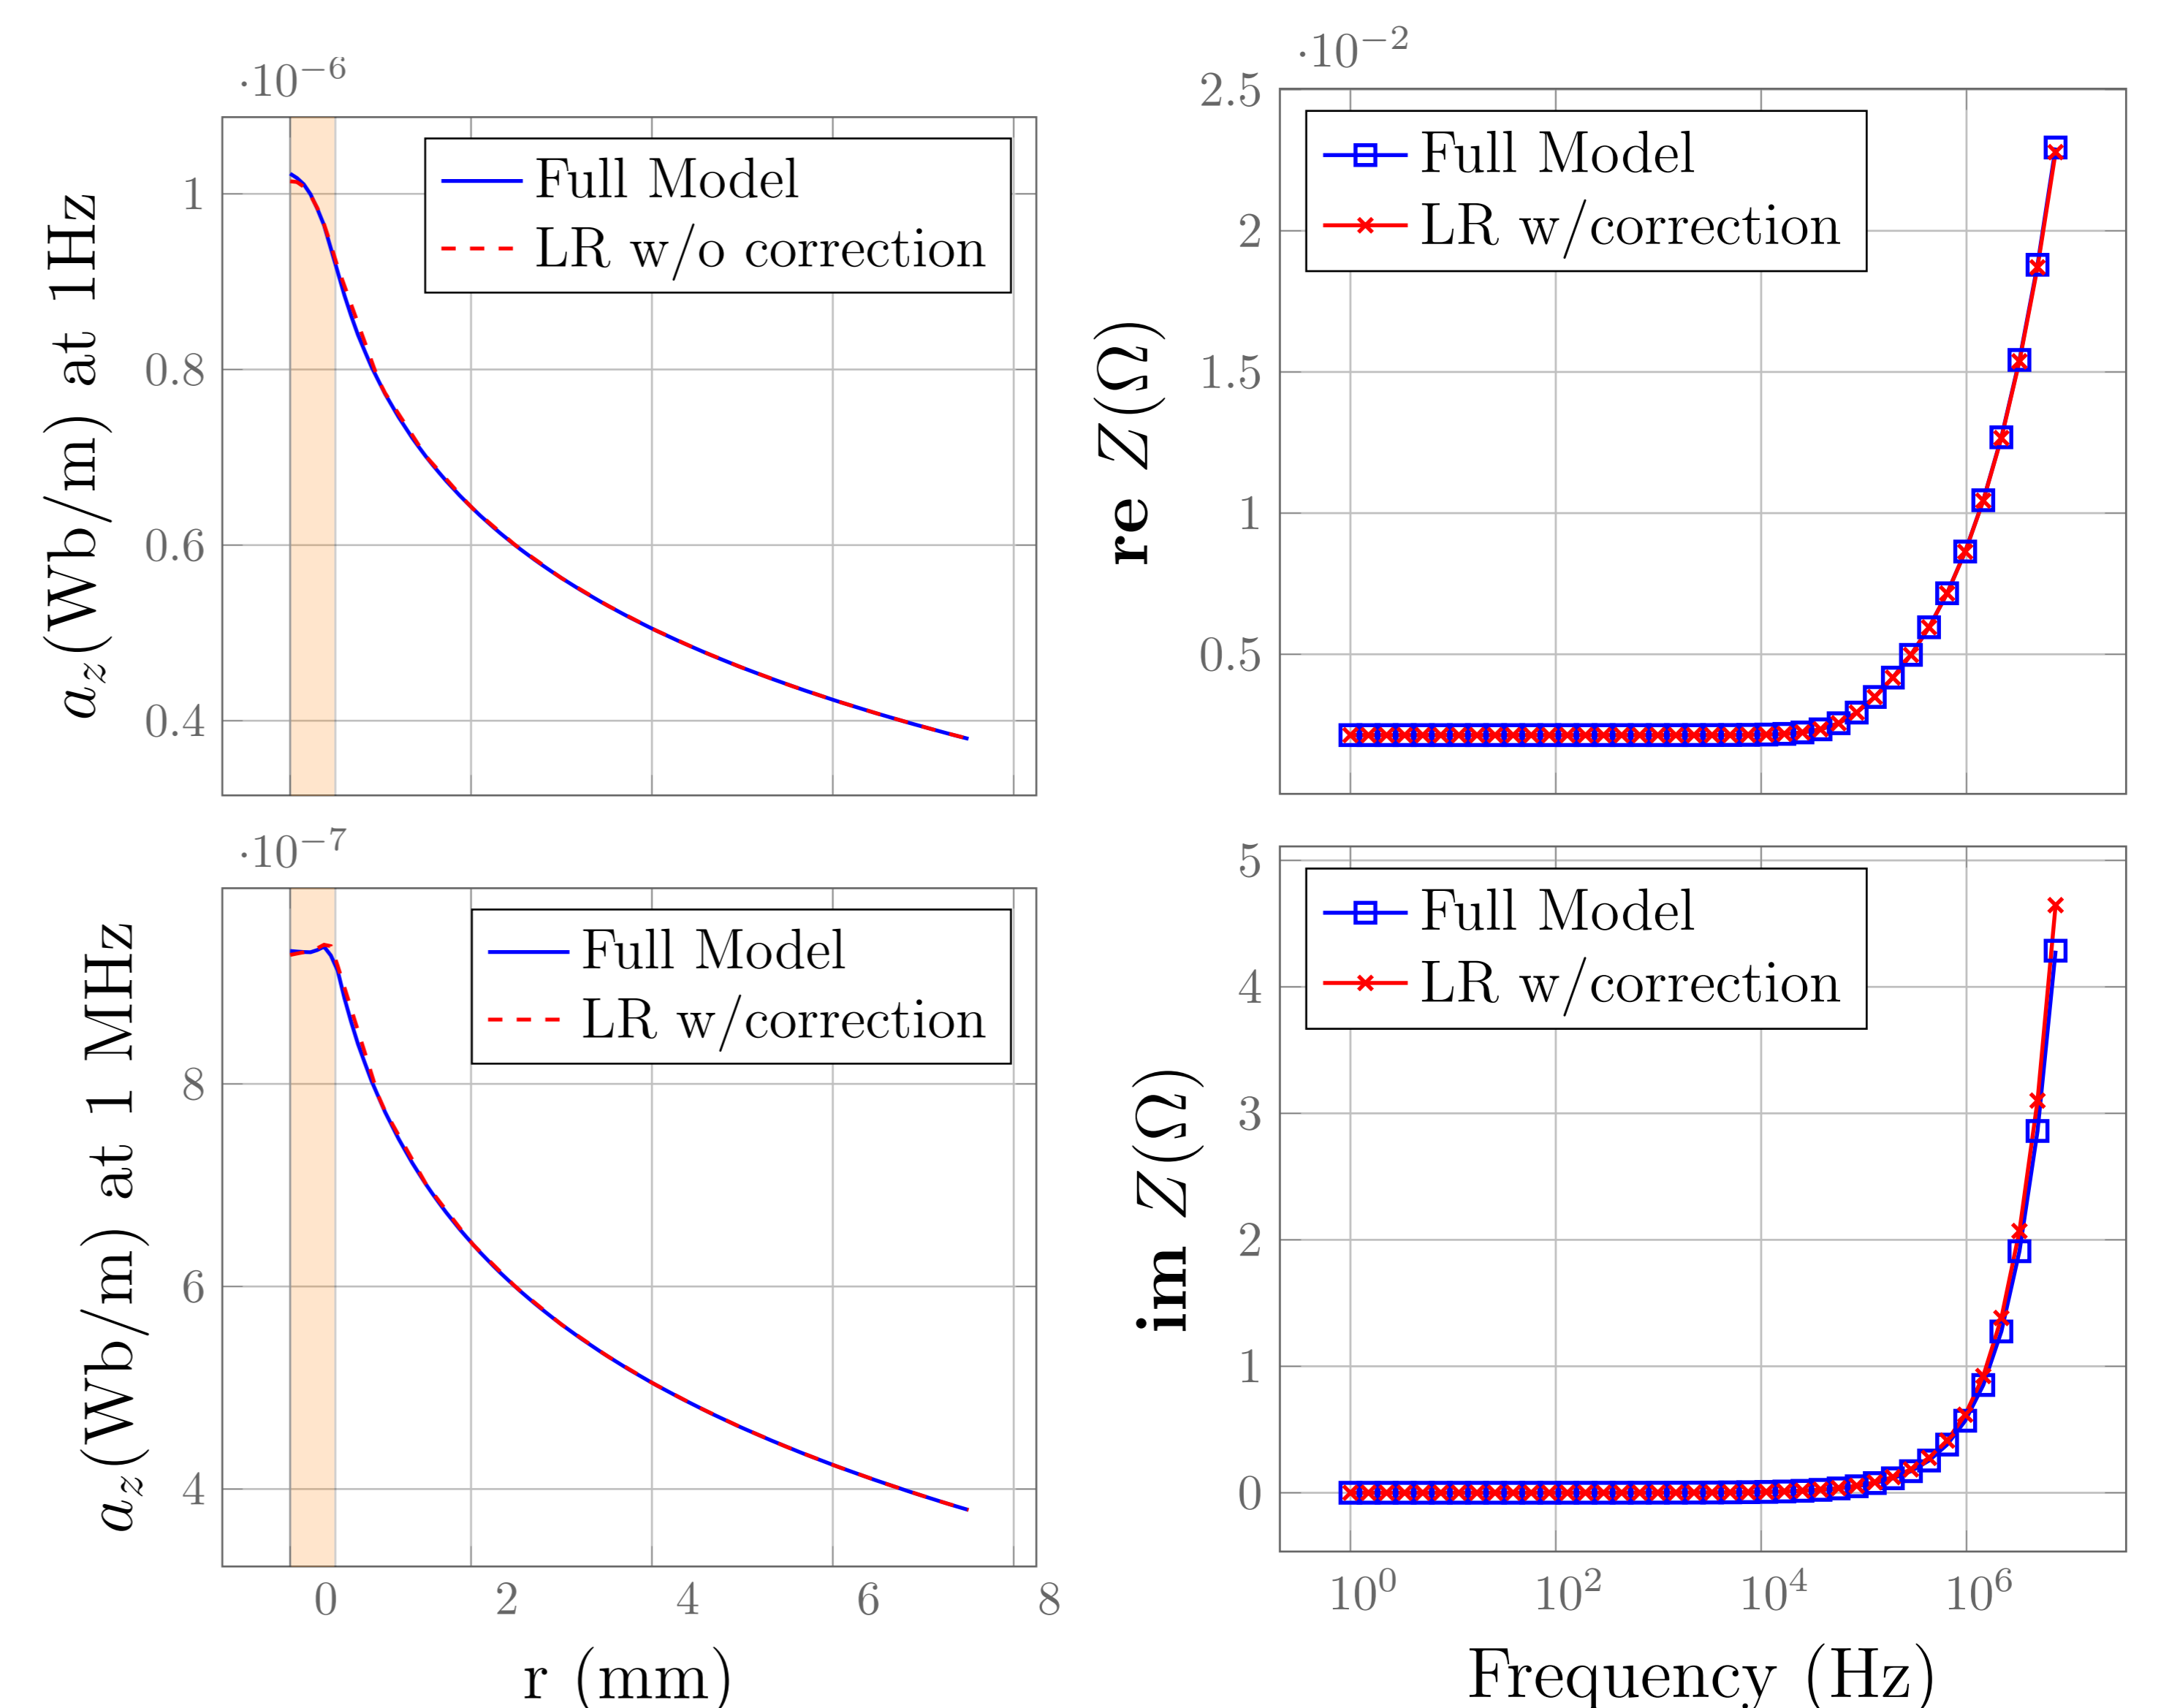 ·10⁻⁶
a_z(Wb/m) at 1Hz
1
0.8
0.6
0.4
Full Model
LR w/o correction
·10⁻²
re Z(Ω)
2.5
2
1.5
1
0.5
Full Model
LR w/correction
·10⁻⁷
a_z(Wb/m) at 1 MHz
8
6
4
Full Model
LR w/correction
0 2 4 6 8
r (mm)
im Z(Ω)
5
4
3
2
1
0
Full Model
LR w/correction
10⁰ 10² 10⁴ 10⁶
Frequency (Hz)